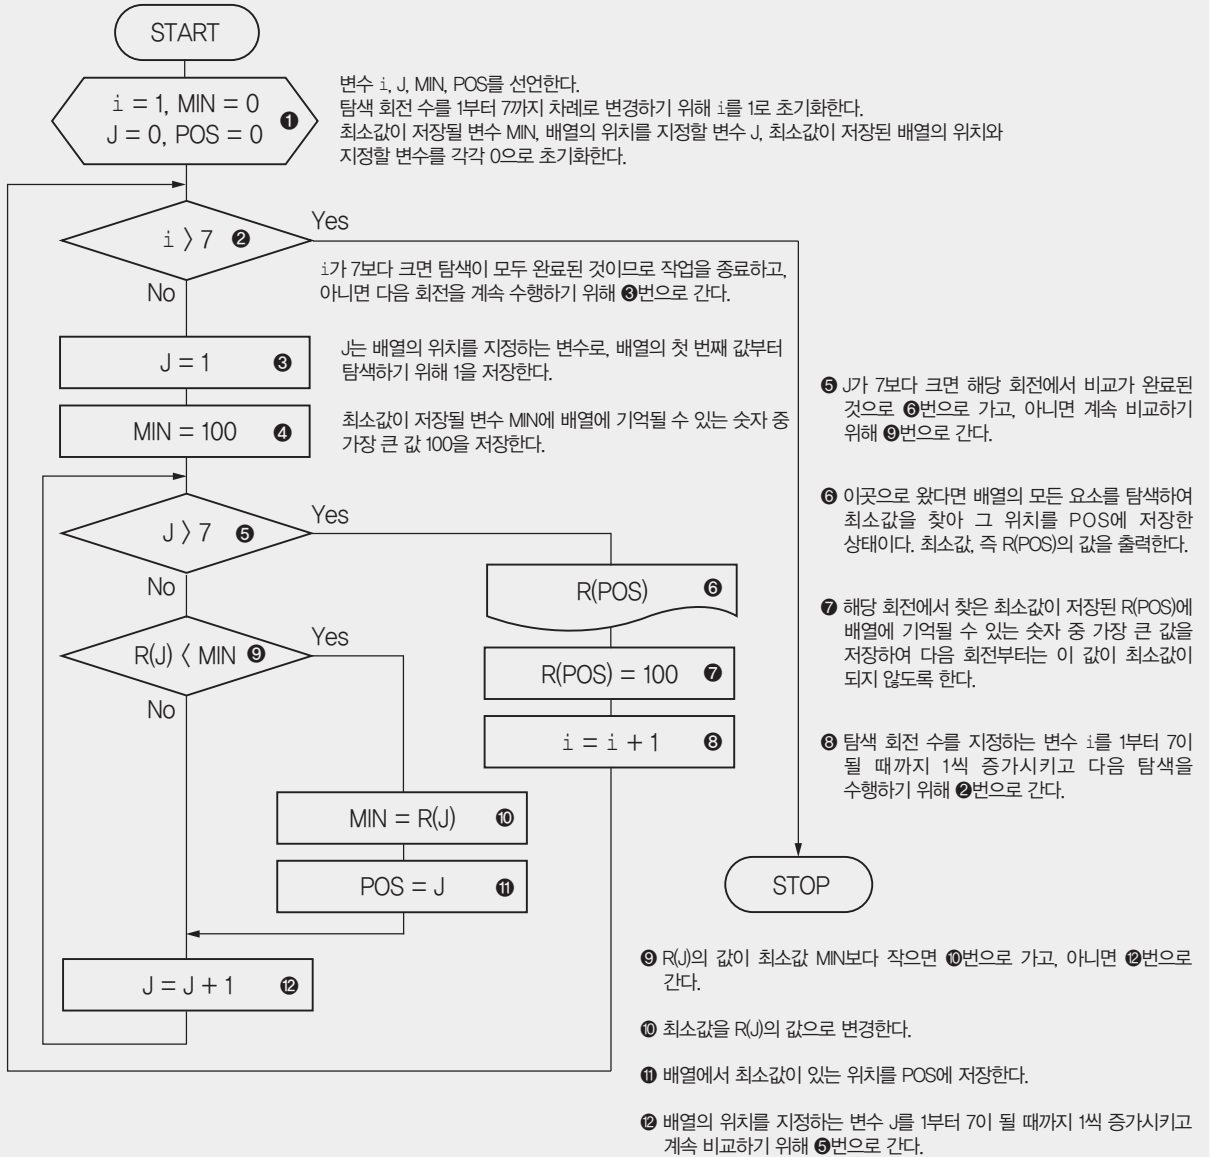 START
i = 1, MIN = 0
J = 0, POS = 0 ❶
변수 i, J, MIN, POS를 선언한다.
탐색 회전 수를 1부터 7까지 차례로 변경하기 위해 i를 1로 초기화한다.
최소값이 저장될 변수 MIN, 배열의 위치를 지정할 변수 J, 최소값이 저장된 배열의 위치와
지정할 변수를 각각 0으로 초기화한다.
i 〉 7 ❷
Yes
No
i가 7보다 크면 탐색이 모두 완료된 것이므로 작업을 종료하고,
아니면 다음 회전을 계속 수행하기 위해 ❸번으로 간다.
J = 1 ❸
J는 배열의 위치를 지정하는 변수로, 배열의 첫 번째 값부터
탐색하기 위해 1을 저장한다.
MIN = 100 ❹
최소값이 저장될 변수 MIN에 배열에 기억될 수 있는 숫자 중
가장 큰 값 100을 저장한다.
J 〉 7 ❺
Yes
No
R(J) 〈 MIN ❾
Yes
No
R(POS) ❻
R(POS) = 100 ❼
i = i + 1 ❽
MIN = R(J) ❿
POS = J ⓫
J = J + 1 ⓬
STOP
❺ J가 7보다 크면 해당 회전에서 비교가 완료된
것으로 ❻번으로 가고, 아니면 계속 비교하기
위해 ❾번으로 간다.
❻ 이곳으로 왔다면 배열의 모든 요소를 탐색하여
최소값을 찾아 그 위치를 POS에 저장한
상태이다. 최소값, 즉 R(POS)의 값을 출력한다.
❼ 해당 회전에서 찾은 최소값이 저장된 R(POS)에
배열에 기억될 수 있는 숫자 중 가장 큰 값을
저장하여 다음 회전부터는 이 값이 최소값이
되지 않도록 한다.
❽ 탐색 회전 수를 지정하는 변수 i를 1부터 7이
될 때까지 1씩 증가시키고 다음 탐색을
수행하기 위해 ❷번으로 간다.
❾ R(J)의 값이 최소값 MIN보다 작으면 ❿번으로 가고, 아니면 ⓬번으로
간다.
❿ 최소값을 R(J)의 값으로 변경한다.
⓫ 배열에서 최소값이 있는 위치를 POS에 저장한다.
⓬ 배열의 위치를 지정하는 변수 J를 1부터 7이 될 때까지 1씩 증가시키고
계속 비교하기 위해 ❺번으로 간다.